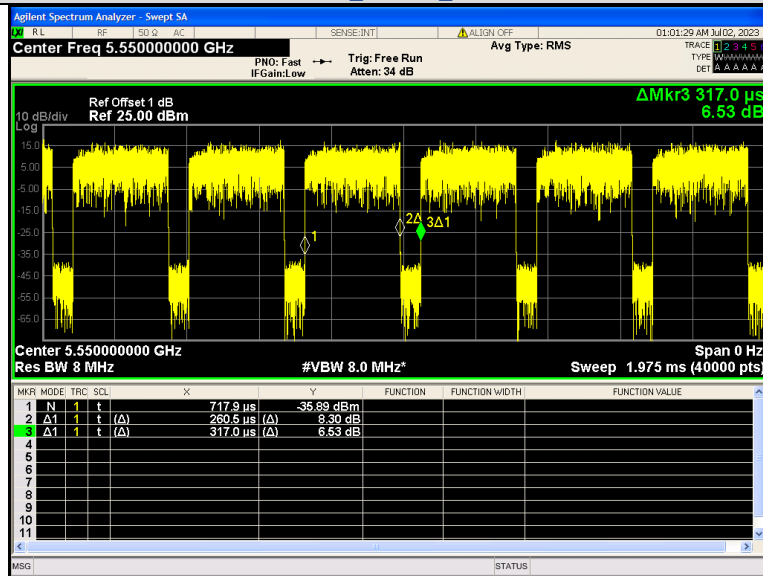 Agilent Spectrum Analyzer - Swept SA
LXI RL RF 50 Ω AC SENSE:INT ALIGN OFF 01:01:29 AM Jul 02, 2023
Center Freq 5.550000000 GHz
PNO: Fast
IFGain:Low
Trig: Free Run
Atten: 34 dB
Avg Type: RMS
TRACE 1 2 3 4 5
TYPE W
DET A A A A A
ΔMkr3 317.0 µs
6.53 dB
Ref Offset 1 dB
10 dB/div Ref 25.00 dBm
Log
15.0
5.00
-5.00
-15.0
-25.0
-35.0
-45.0
-55.0
-65.0
1
2Δ
3Δ1
Center 5.550000000 GHz
Span 0 Hz
Res BW 8 MHz
#VBW 8.0 MHz*
Sweep 1.975 ms (40000 pts)
MKR MODE TRC SCL X Y FUNCTION FUNCTION WIDTH FUNCTION VALUE
1 N 1 t 717.9 µs -35.89 dBm
2 Δ1 1 t (Δ) 260.5 µs (Δ) 8.30 dB
3 Δ1 1 t (Δ) 317.0 µs (Δ) 6.53 dB
4
5
6
7
8
9
10
11
MSG STATUS